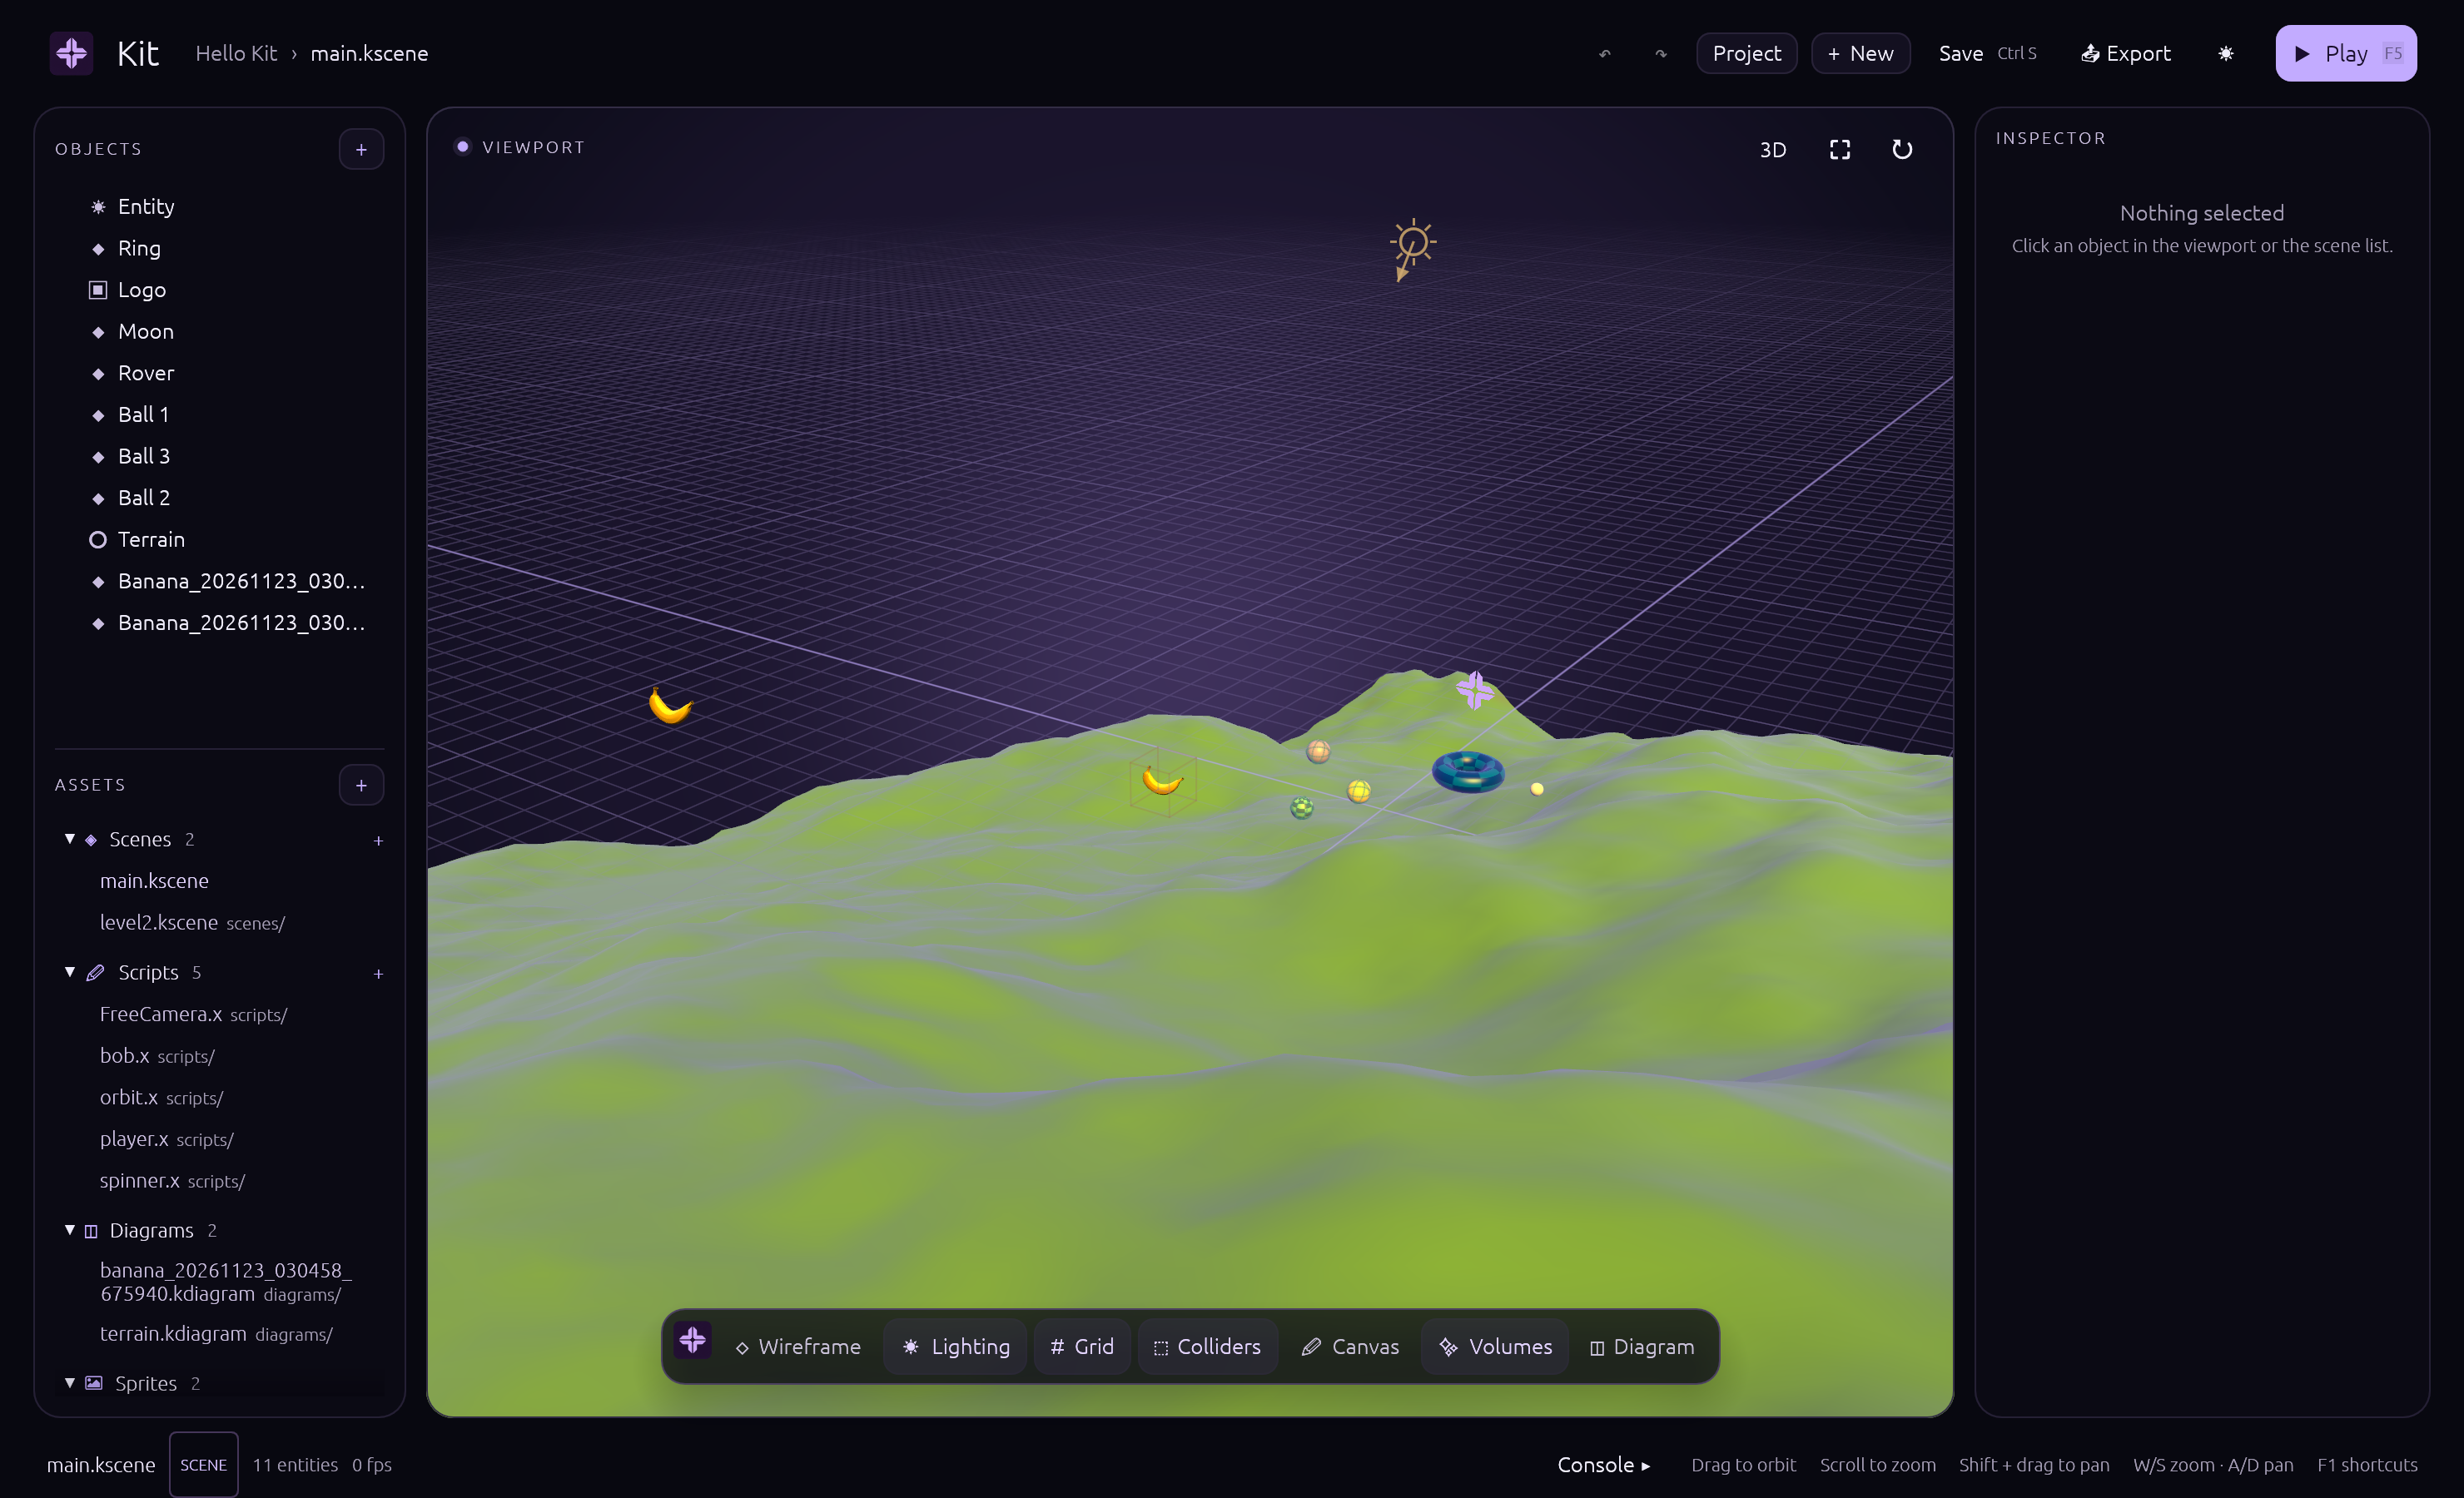 Kit
Hello Kit › main.kscene
Project
+ New
Save Ctrl S
Export
Play F5
OBJECTS
+
Entity
Ring
Logo
Moon
Rover
Ball 1
Ball 3
Ball 2
Terrain
Banana_20261123_030...
Banana_20261123_030...
ASSETS
+
Scenes 2 +
main.kscene
level2.kscene scenes/
Scripts 5 +
FreeCamera.x scripts/
bob.x scripts/
orbit.x scripts/
player.x scripts/
spinner.x scripts/
Diagrams 2
banana_20261123_030458_
675940.kdiagram diagrams/
terrain.kdiagram diagrams/
Sprites 2
VIEWPORT
3D
Wireframe
Lighting
# Grid
Colliders
Canvas
Volumes
Diagram
INSPECTOR
Nothing selected
Click an object in the viewport or the scene list.
main.kscene SCENE 11 entities 0 fps
Console ▸ Drag to orbit Scroll to zoom Shift + drag to pan W/S zoom · A/D pan F1 shortcuts